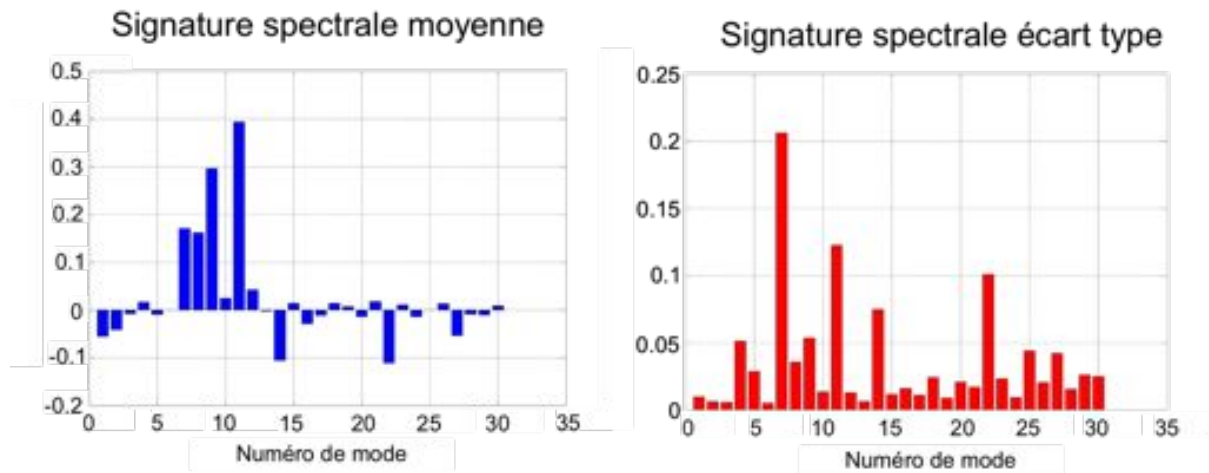 Signature spectrale moyenne
0.5
0.4
0.3
0.2
0.1
0
-0.1
-0.2
0 5 10 15 20 25 30 35
Numéro de mode
Signature spectrale écart type
0.25
0.2
0.15
0.1
0.05
0
0 5 10 15 20 25 30 35
Numéro de mode